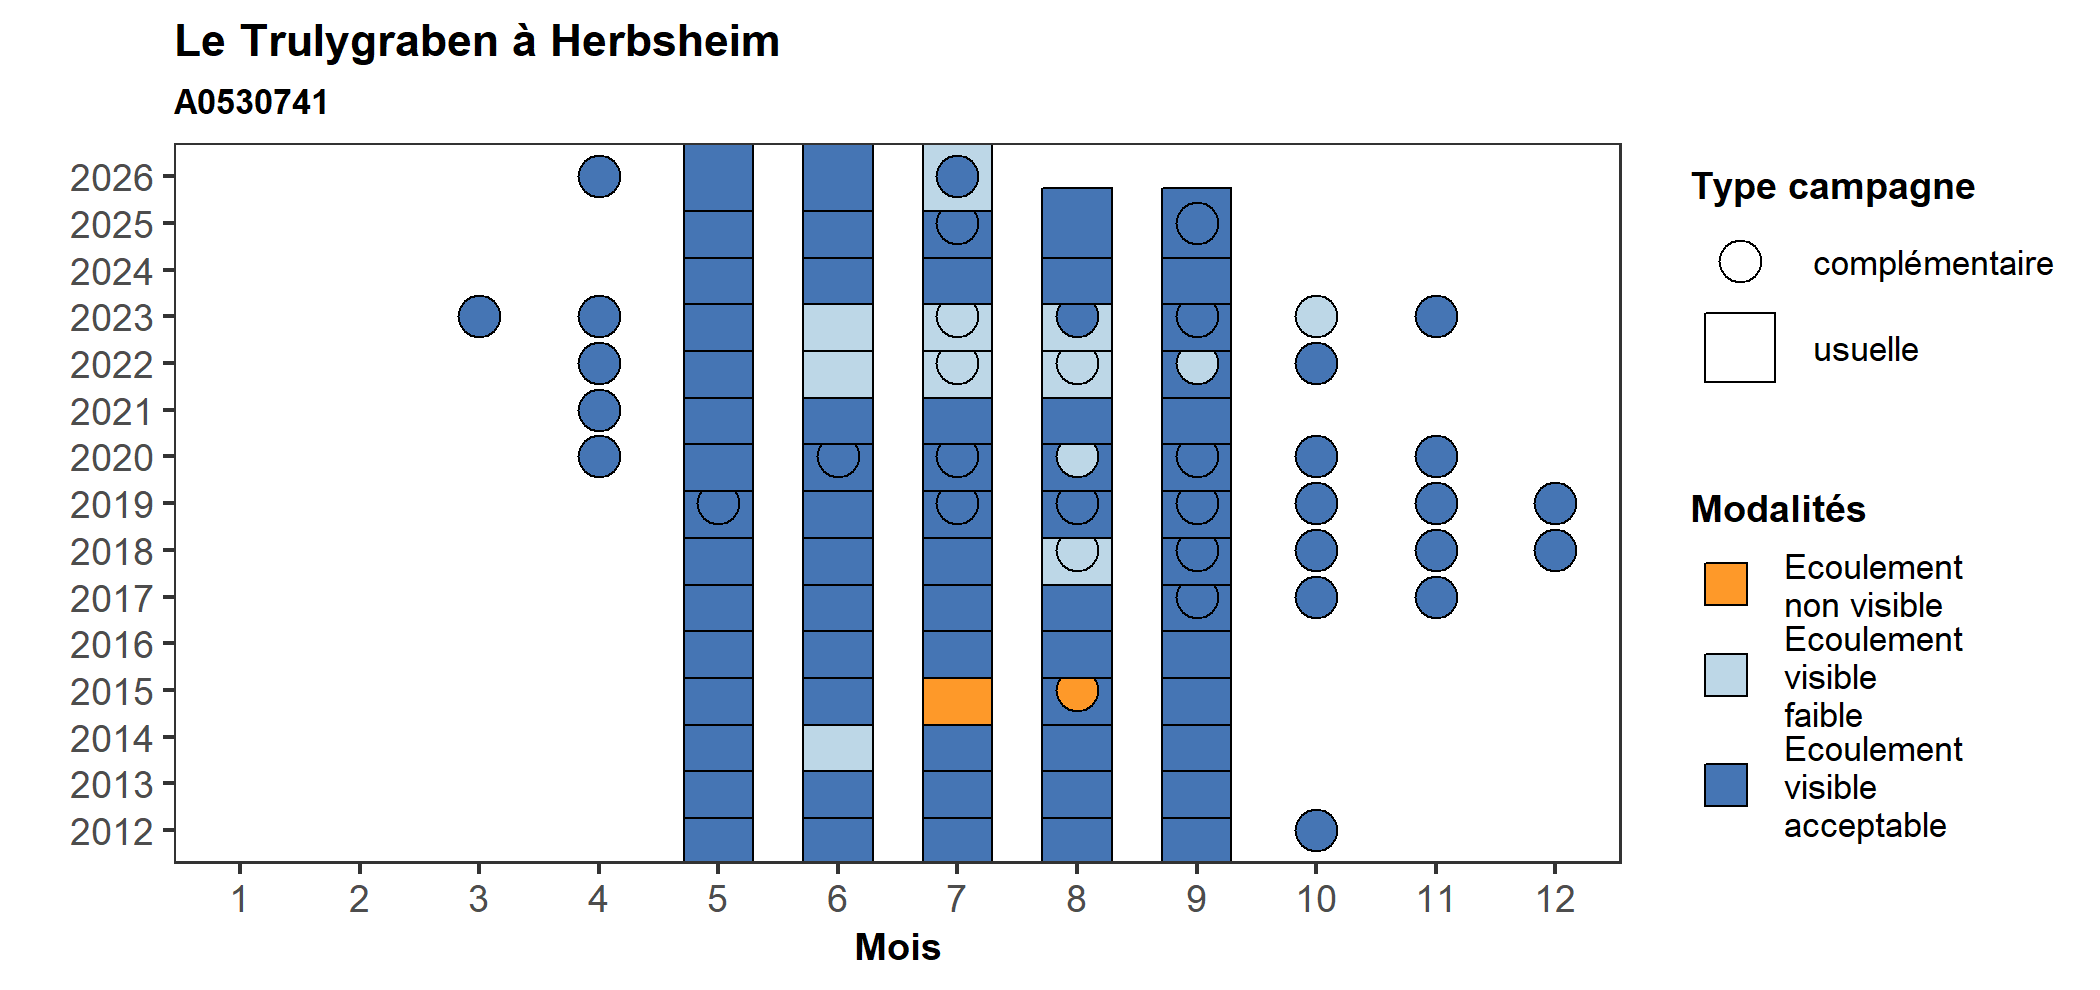 Le Trulygraben à Herbsheim
A0530741
2026
2025
2024
2023
2022
2021
2020
2019
2018
2017
2016
2015
2014
2013
2012
1 2 3 4 5 6 7 8 9 10 11 12
Mois
Type campagne
complémentaire
usuelle
Modalités
Ecoulement
non visible
Ecoulement
visible
faible
Ecoulement
visible
acceptable